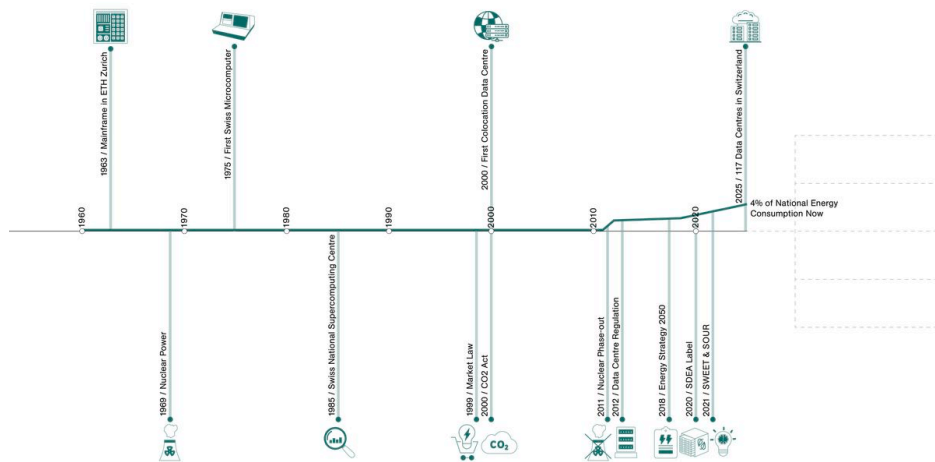 1963 / Mainframe in ETH Zurich
1975 / First Swiss Microcomputer
2000 / First Colocation Data Centre
2025 / 117 Data Centres in Switzerland
4% of National Energy
Consumption Now
1960
1970
1980
1990
2000
2010
2020
1969 / Nuclear Power
1985 / Swiss National Supercomputing Centre
1999 / Market Law
2000 / CO2 Act
2011 / Nuclear Phase-out
2012 / Data Centre Regulation
2018 / Energy Strategy 2050
2020 / SDEA Label
2021 / SWEET & SOUR
CO₂